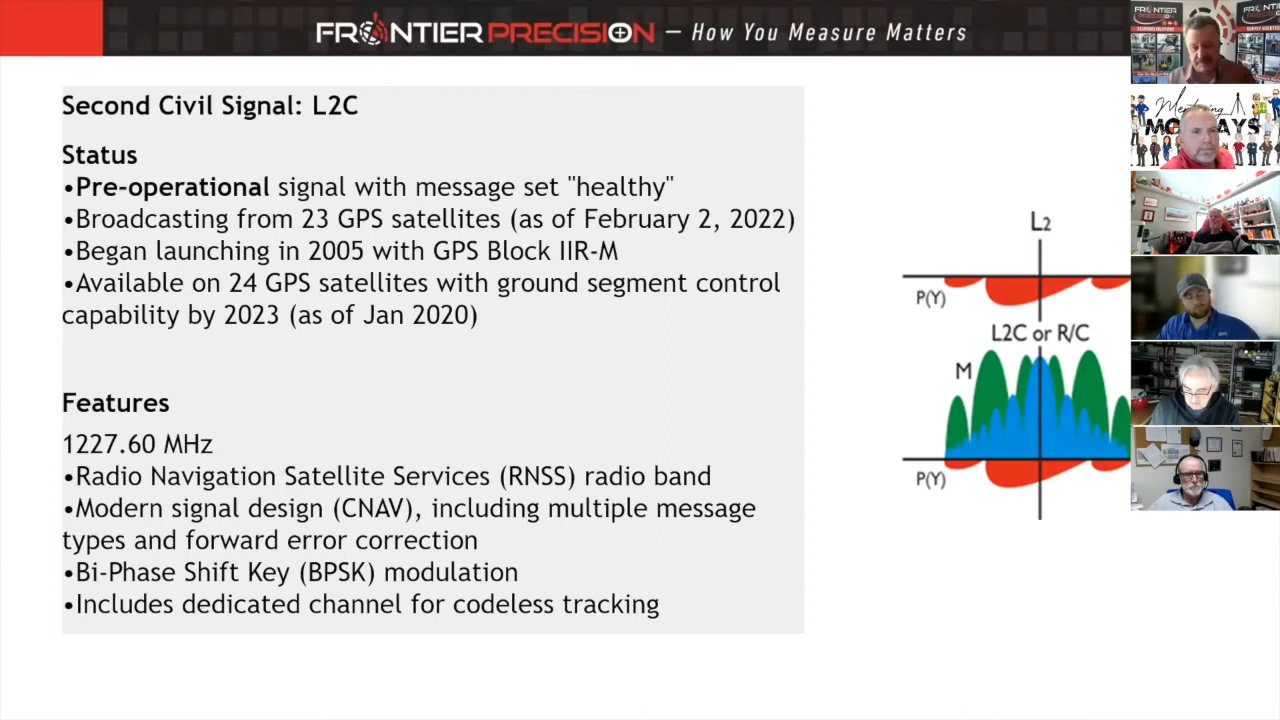 FRONTIER PRECISION — How You Measure Matters
Second Civil Signal: L2C
Status
•Pre-operational signal with message set "healthy"
•Broadcasting from 23 GPS satellites (as of February 2, 2022)
•Began launching in 2005 with GPS Block IIR-M
•Available on 24 GPS satellites with ground segment control
capability by 2023 (as of Jan 2020)
Features
1227.60 MHz
•Radio Navigation Satellite Services (RNSS) radio band
•Modern signal design (CNAV), including multiple message
types and forward error correction
•Bi-Phase Shift Key (BPSK) modulation
•Includes dedicated channel for codeless tracking
L2
P(Y)
L2C or R/C
M
P(Y)
Mentoring